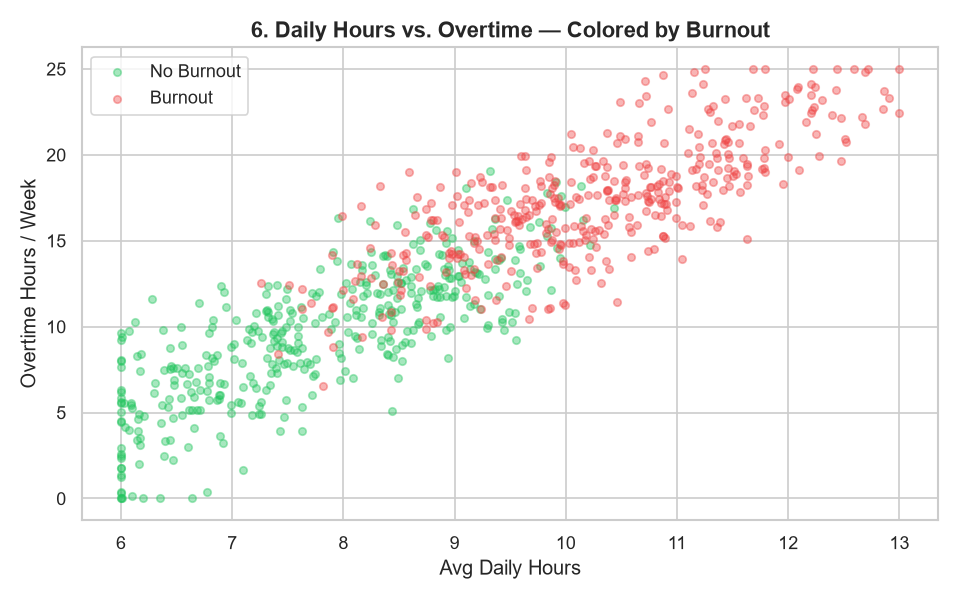 6. Daily Hours vs. Overtime — Colored by Burnout
No Burnout
Burnout
Overtime Hours / Week
25
20
15
10
5
0
6 7 8 9 10 11 12 13
Avg Daily Hours